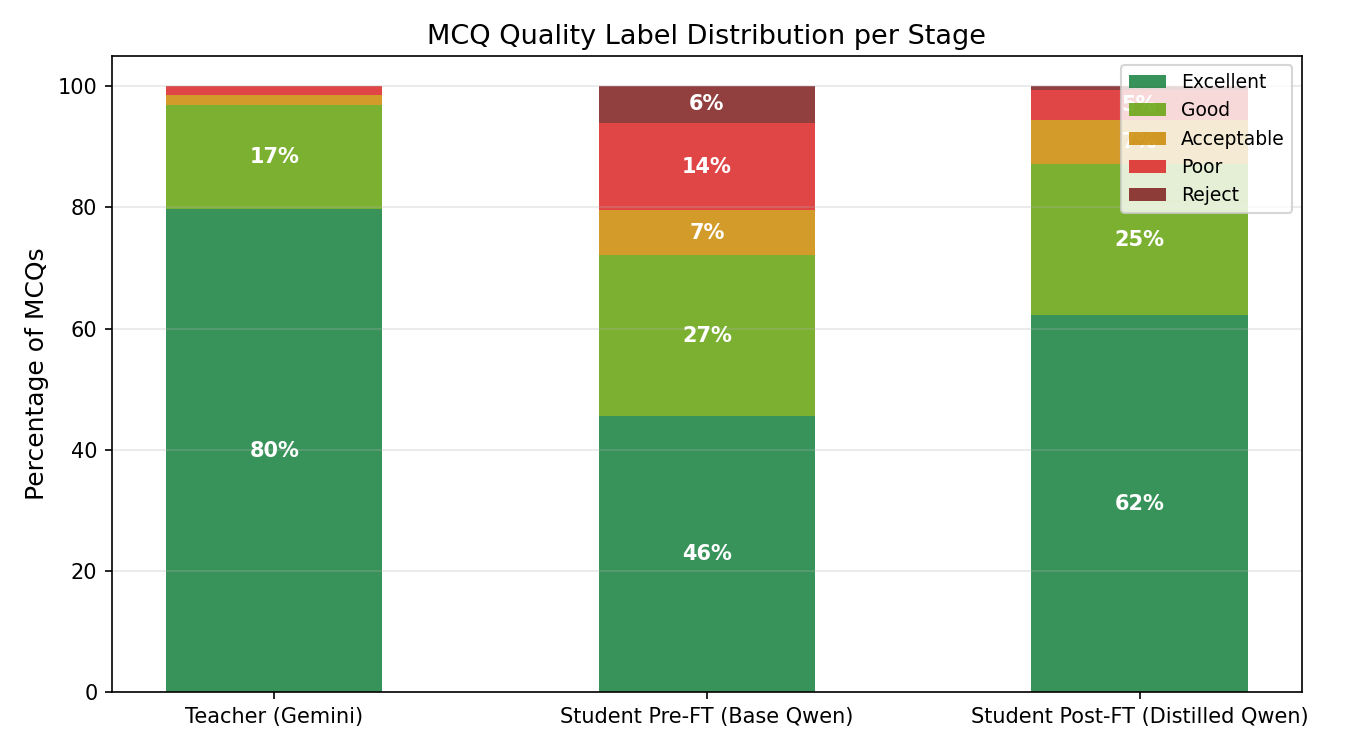 MCQ Quality Label Distribution per Stage
Percentage of MCQs
100
80
60
40
20
0
17%
80%
6%
14%
7%
27%
46%
5%
25%
62%
Excellent
Good
Acceptable
Poor
Reject
Teacher (Gemini)
Student Pre-FT (Base Qwen)
Student Post-FT (Distilled Qwen)